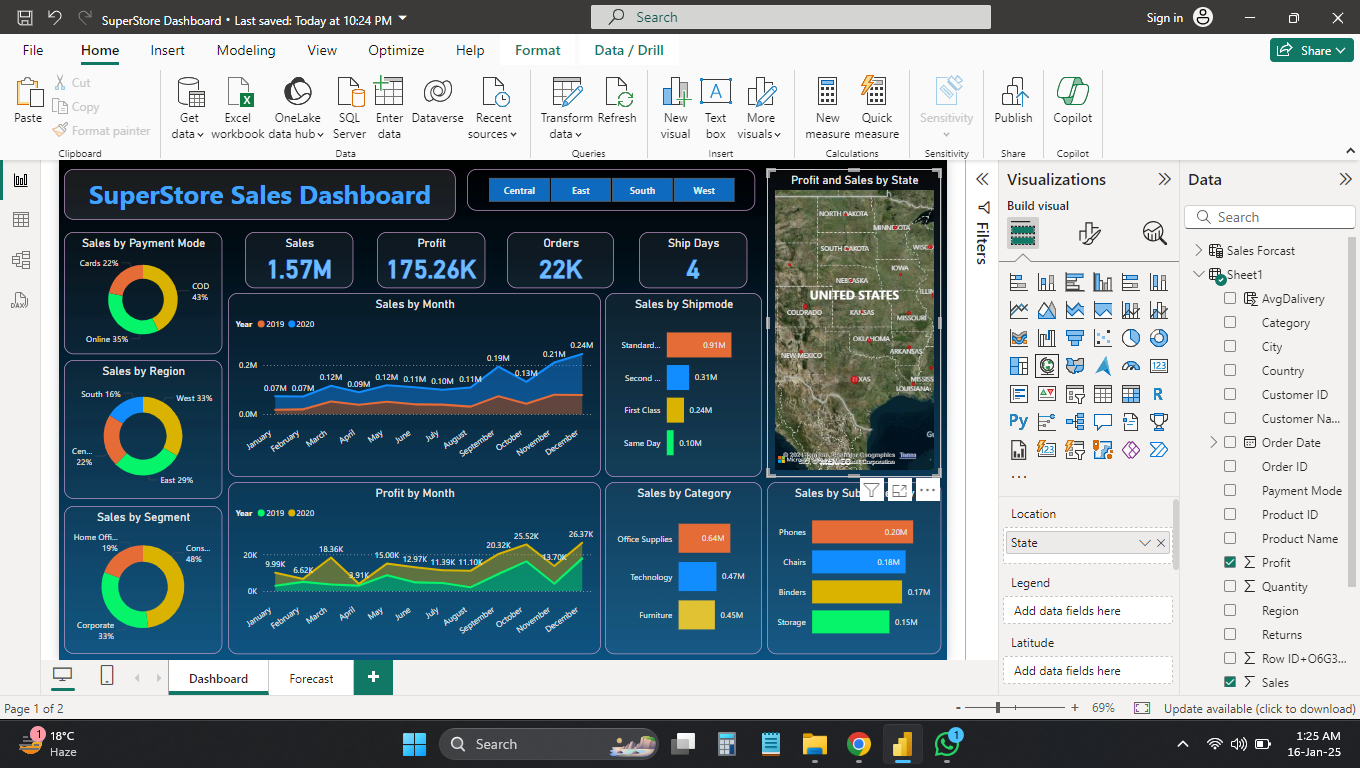 SuperStore Dashboard • Last saved: Today at 10:24 PM
Search
Sign in
File Home Insert Modeling View Optimize Help Format Data / Drill
Share
Paste
Cut
Copy
Format painter
Clipboard
Get data
Excel workbook
OneLake data hub
SQL Server
Enter data
Dataverse
Recent sources
Data
Transform data
Refresh
Queries
New visual
Text box
More visuals
Insert
New measure
Quick measure
Calculations
Sensitivity
Sensitivity
Publish
Share
Copilot
Copilot
SuperStore Sales Dashboard
Central East South West
Sales by Payment Mode
Cards 22%
COD
43%
Online 35%
Sales
1.57M
Profit
175.26K
Orders
22K
Ship Days
4
Sales by Region
South 16%
West 33%
Cen...
22%
East 29%
Sales by Segment
Home Offi...
19%
Cons...
48%
Corporate
33%
Sales by Month
Year 2019 2020
0.2M
0.0M
0.07M 0.07M 0.12M 0.09M 0.12M 0.11M 0.10M 0.11M 0.19M 0.13M 0.21M 0.24M
January February March April May June July August September October November December
Sales by Shipmode
Standard... 0.91M
Second ... 0.31M
First Class 0.24M
Same Day 0.10M
Profit by Month
Year 2019 2020
20K
0K
9.99K 6.62K 18.36K 3.91K 15.00K 12.97K 11.39K 11.10K 20.32K 25.52K 13.70K 26.37K
January February March April May June July August September October November December
Sales by Category
Office Supplies 0.64M
Technology 0.47M
Furniture 0.45M
Profit and Sales by State
NORTH DAKOTA
MINNESOTA
SOUTH DAKOTA
WISC
IOWA
NEBRASKA
UNITED STATES
ILLIN
COLORADO
KANSAS
MISSOURI
OKLAHOMA
NEW MEXICO
ARKANSAS
MISSISS
LOUISIANA
MEXICO
Gu
Terms
Sales by Sub
Phones 0.20M
Chairs 0.18M
Binders 0.17M
Storage 0.15M
Filters
Visualizations
Build visual
Location
State
Legend
Add data fields here
Latitude
Add data fields here
Data
Search
Sales Forcast
Sheet1
AvgDalivery
Category
City
Country
Customer ID
Customer Na...
Order Date
Order ID
Payment Mode
Product ID
Product Name
Profit
Quantity
Region
Returns
Row ID+O6G3...
Sales
Dashboard
Forecast
Page 1 of 2
69%
Update available (click to download)
1
18°C
Haze
Search
1
1:25 AM
16-Jan-25